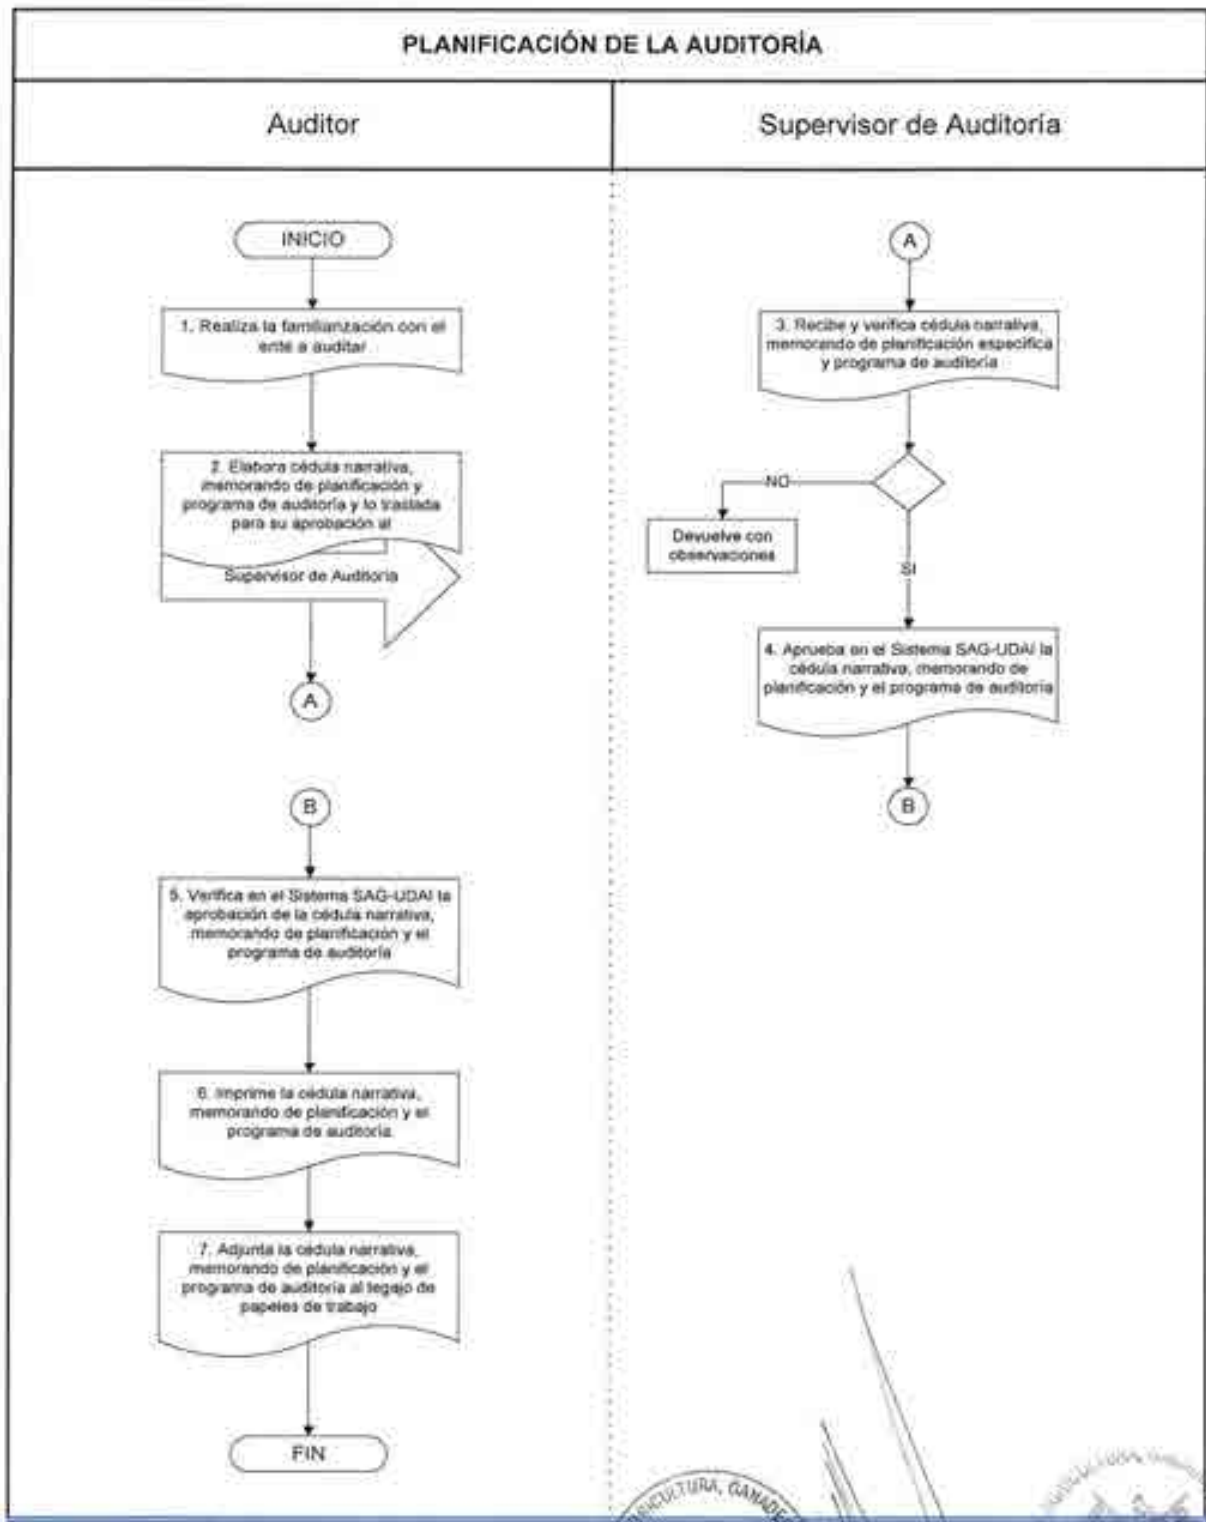 PLANIFICACIÓN DE LA AUDITORÍA
Auditor
Supervisor de Auditoría
INICIO
1. Realiza la familianzación con el
ente a auditar
2. Elabora cédula narrativa,
memorando de planificación y
programa de auditoría y lo traslada
para su aprobación al
Supervisor de Auditoría
A
B
5. Verifica en el Sistema SAG-UDAI la
aprobación de la cédula narrativa,
memorando de planificación y el
programa de auditoría
6. Imprime la cédula narrativa,
memorando de planificación y el
programa de auditoría.
7. Adjunta la cédula narrativa,
memorando de planificación y el
programa de auditoría al legajo de
papeles de trabajo
FIN
A
3. Recibe y verifica cédula narrativa,
memorando de planificación específica
y programa de auditoría
NO
Devuelve con
observaciones
SI
4. Aprueba en el Sistema SAG-UDAI la
cédula narrativa, memorando de
planificación y el programa de auditoría
B